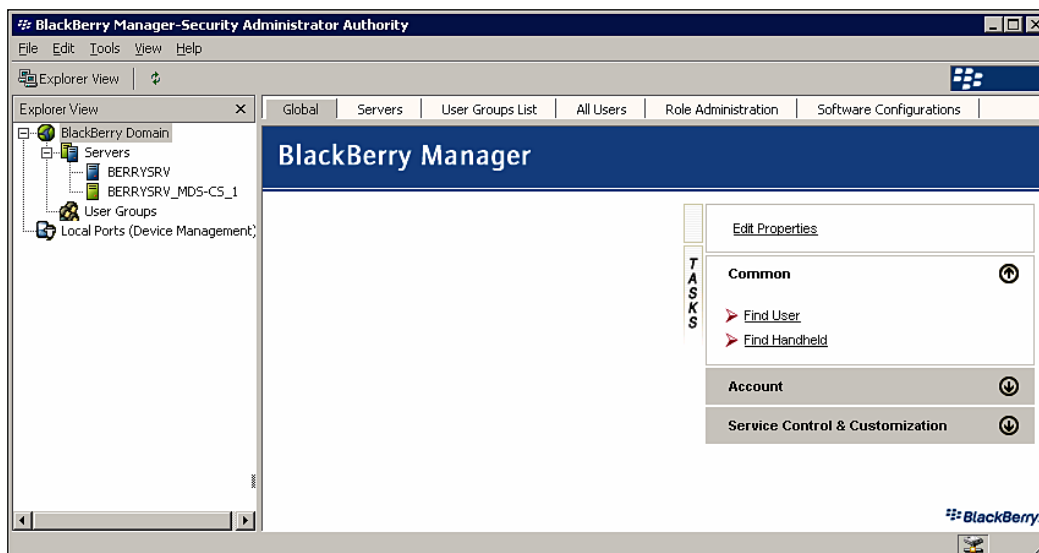 BlackBerry Manager-Security Administrator Authority
File Edit Tools View Help
Explorer View
Explorer View
Global Servers User Groups List All Users Role Administration Software Configurations
BlackBerry Domain
Servers
BERRYSRV
BERRYSRV_MDS-CS_1
User Groups
Local Ports (Device Management)
BlackBerry Manager
TASKS
Edit Properties
Common
Find User
Find Handheld
Account
Service Control & Customization
BlackBerry